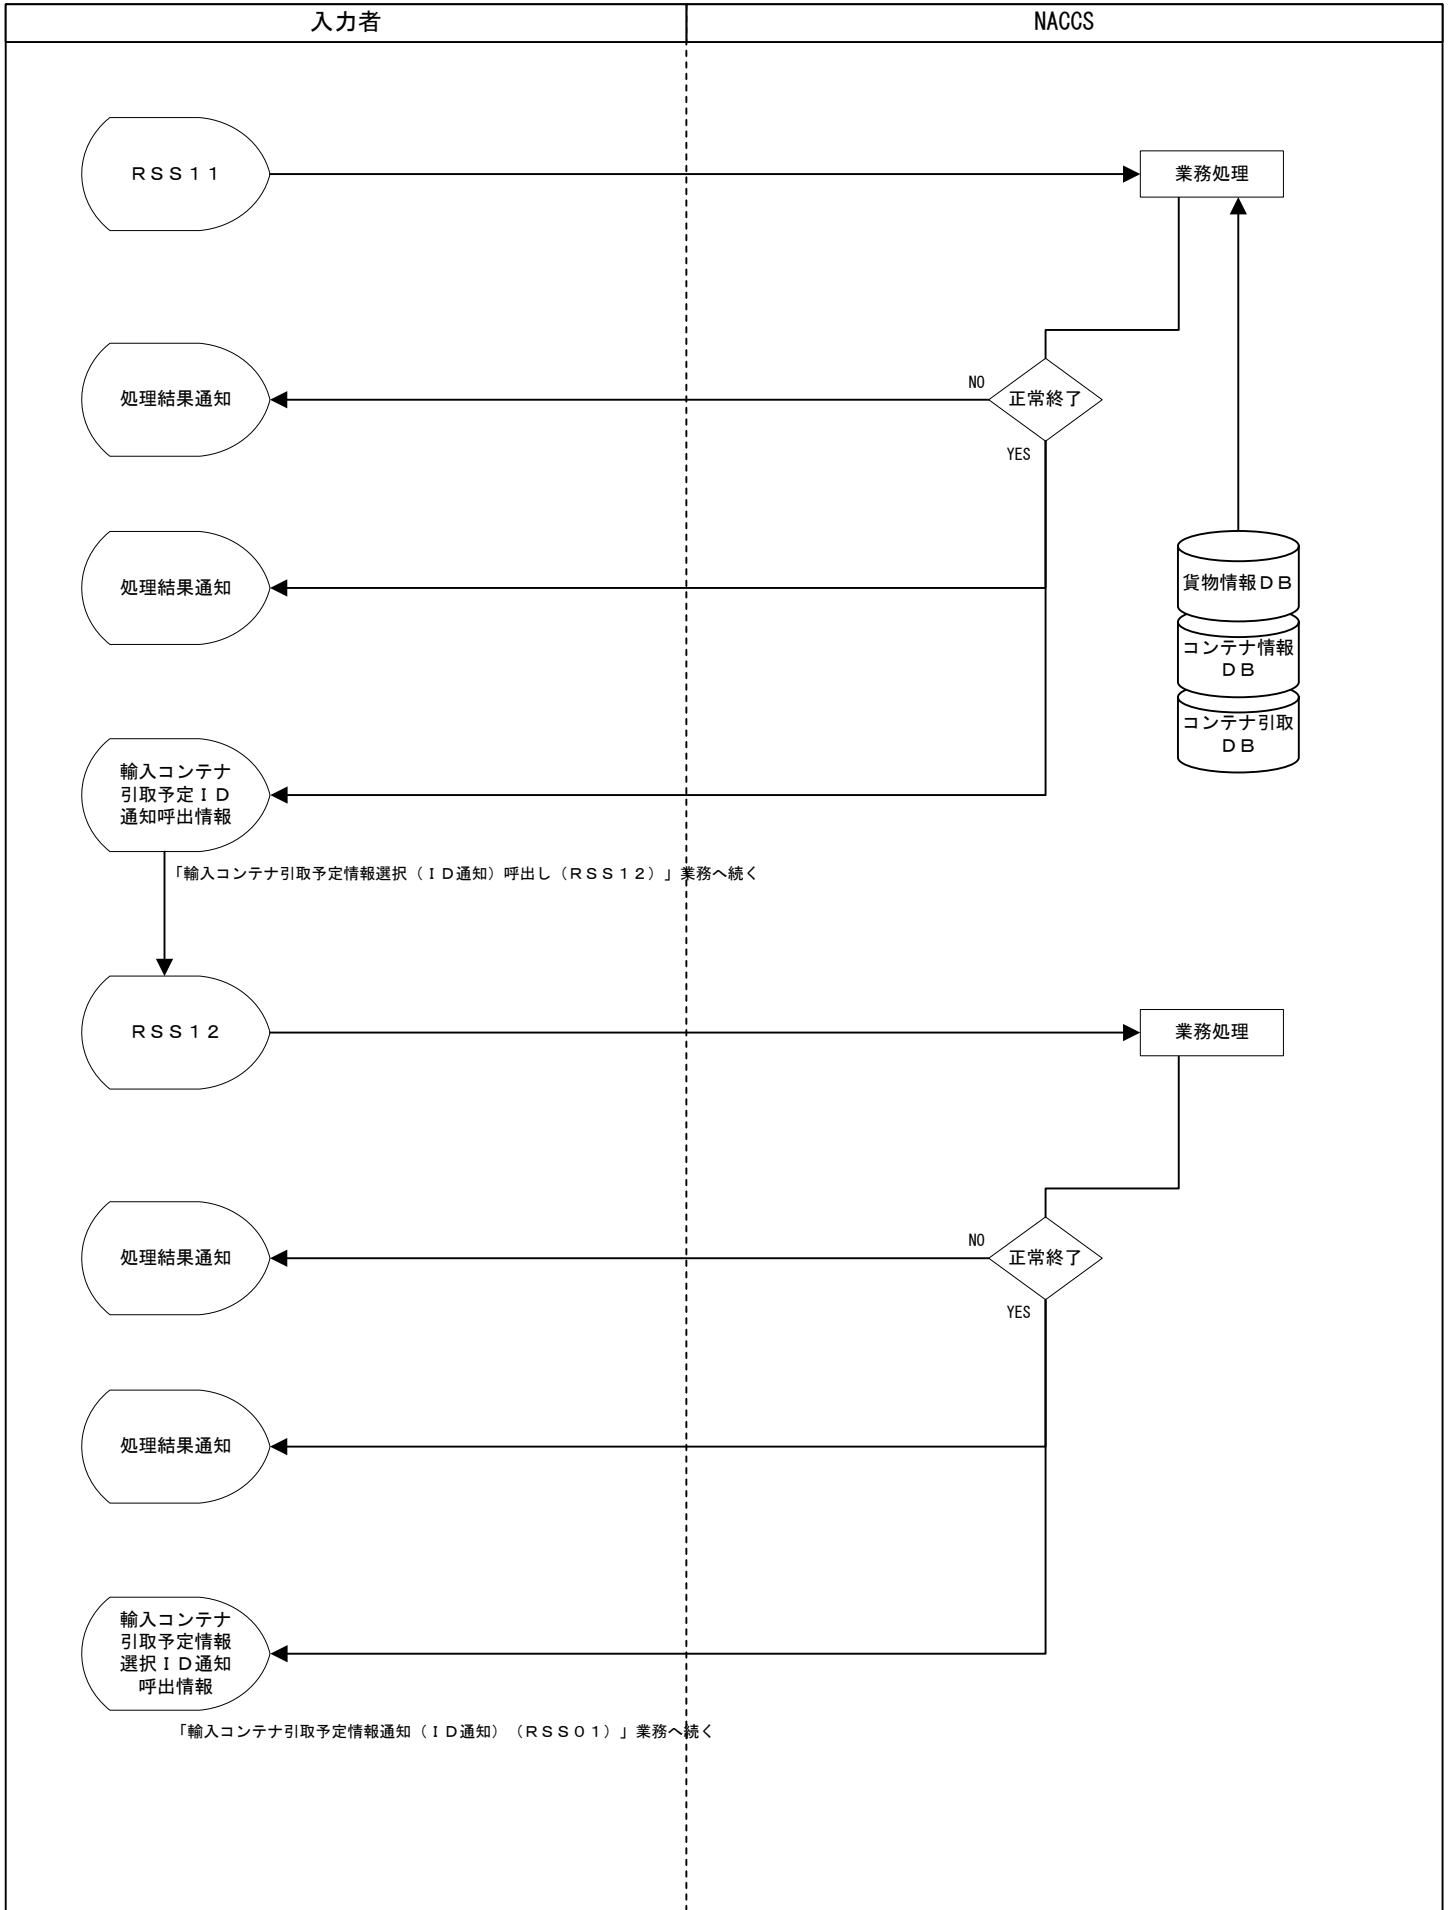 入力者
NACCS
ＲＳＳ１１
業務処理
処理結果通知
NO
正常終了
YES
処理結果通知
貨物情報ＤＢ
コンテナ情報
ＤＢ
コンテナ引取
ＤＢ
輸入コンテナ
引取予定ＩＤ
通知呼出情報
「輸入コンテナ引取予定情報選択（ＩＤ通知）呼出し（ＲＳＳ１２）」業務へ続く
ＲＳＳ１２
業務処理
処理結果通知
NO
正常終了
YES
処理結果通知
輸入コンテナ
引取予定情報
選択ＩＤ通知
呼出情報
「輸入コンテナ引取予定情報通知（ＩＤ通知）（ＲＳＳ０１）」業務へ続く